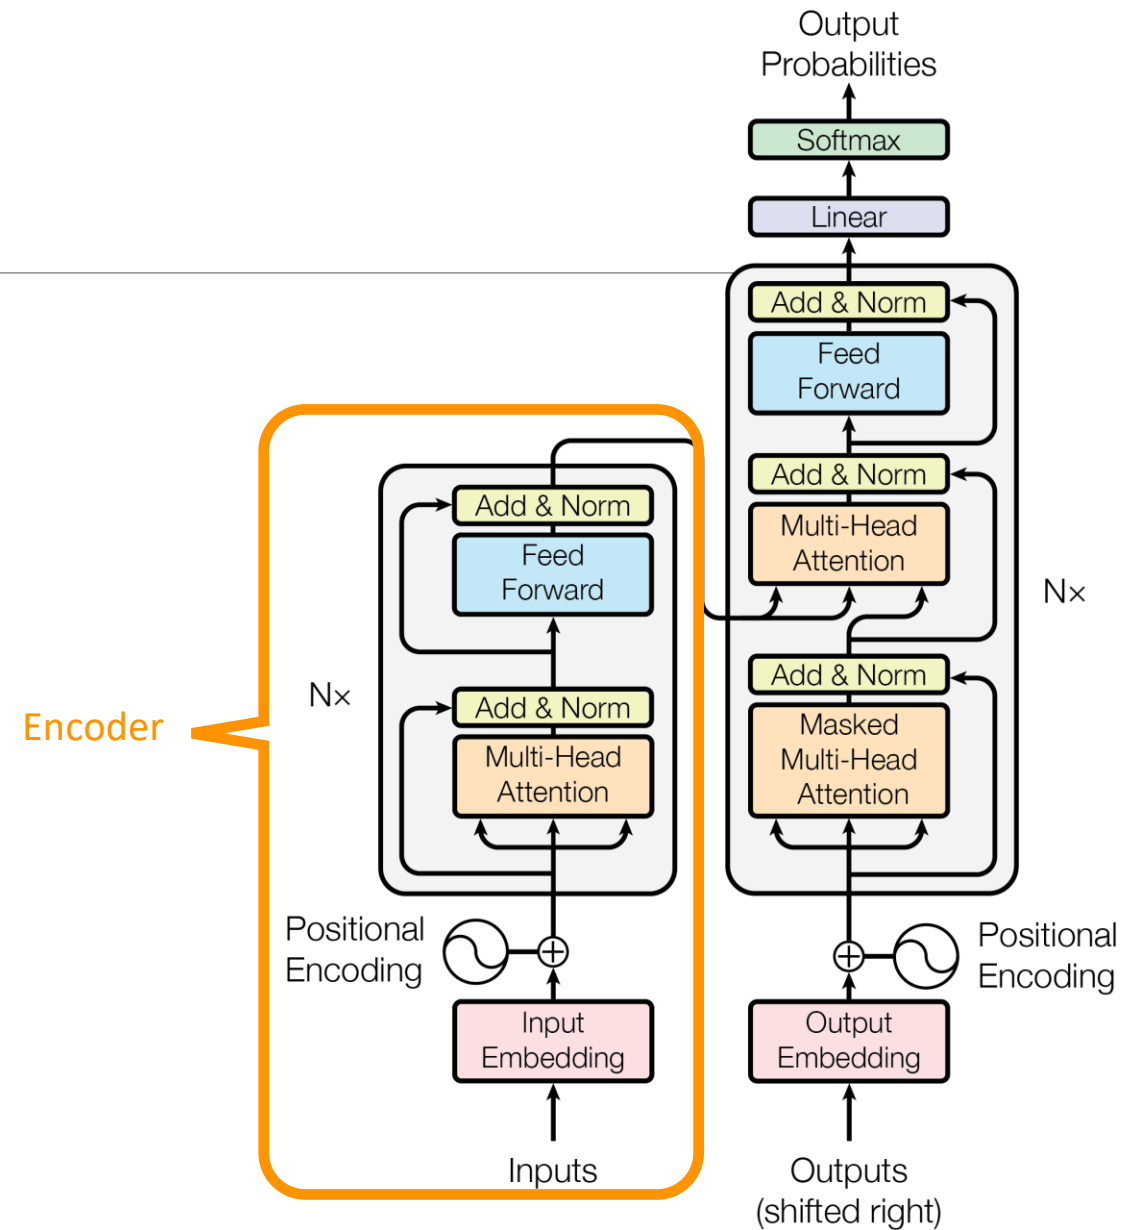 Output
Probabilities
Softmax
Linear
Add & Norm
Feed
Forward
Add & Norm
Multi-Head
Attention
N×
Add & Norm
Masked
Multi-Head
Attention
Positional
Encoding
Output
Embedding
Outputs
(shifted right)
Encoder
Add & Norm
Feed
Forward
N×
Add & Norm
Multi-Head
Attention
Positional
Encoding
Input
Embedding
Inputs